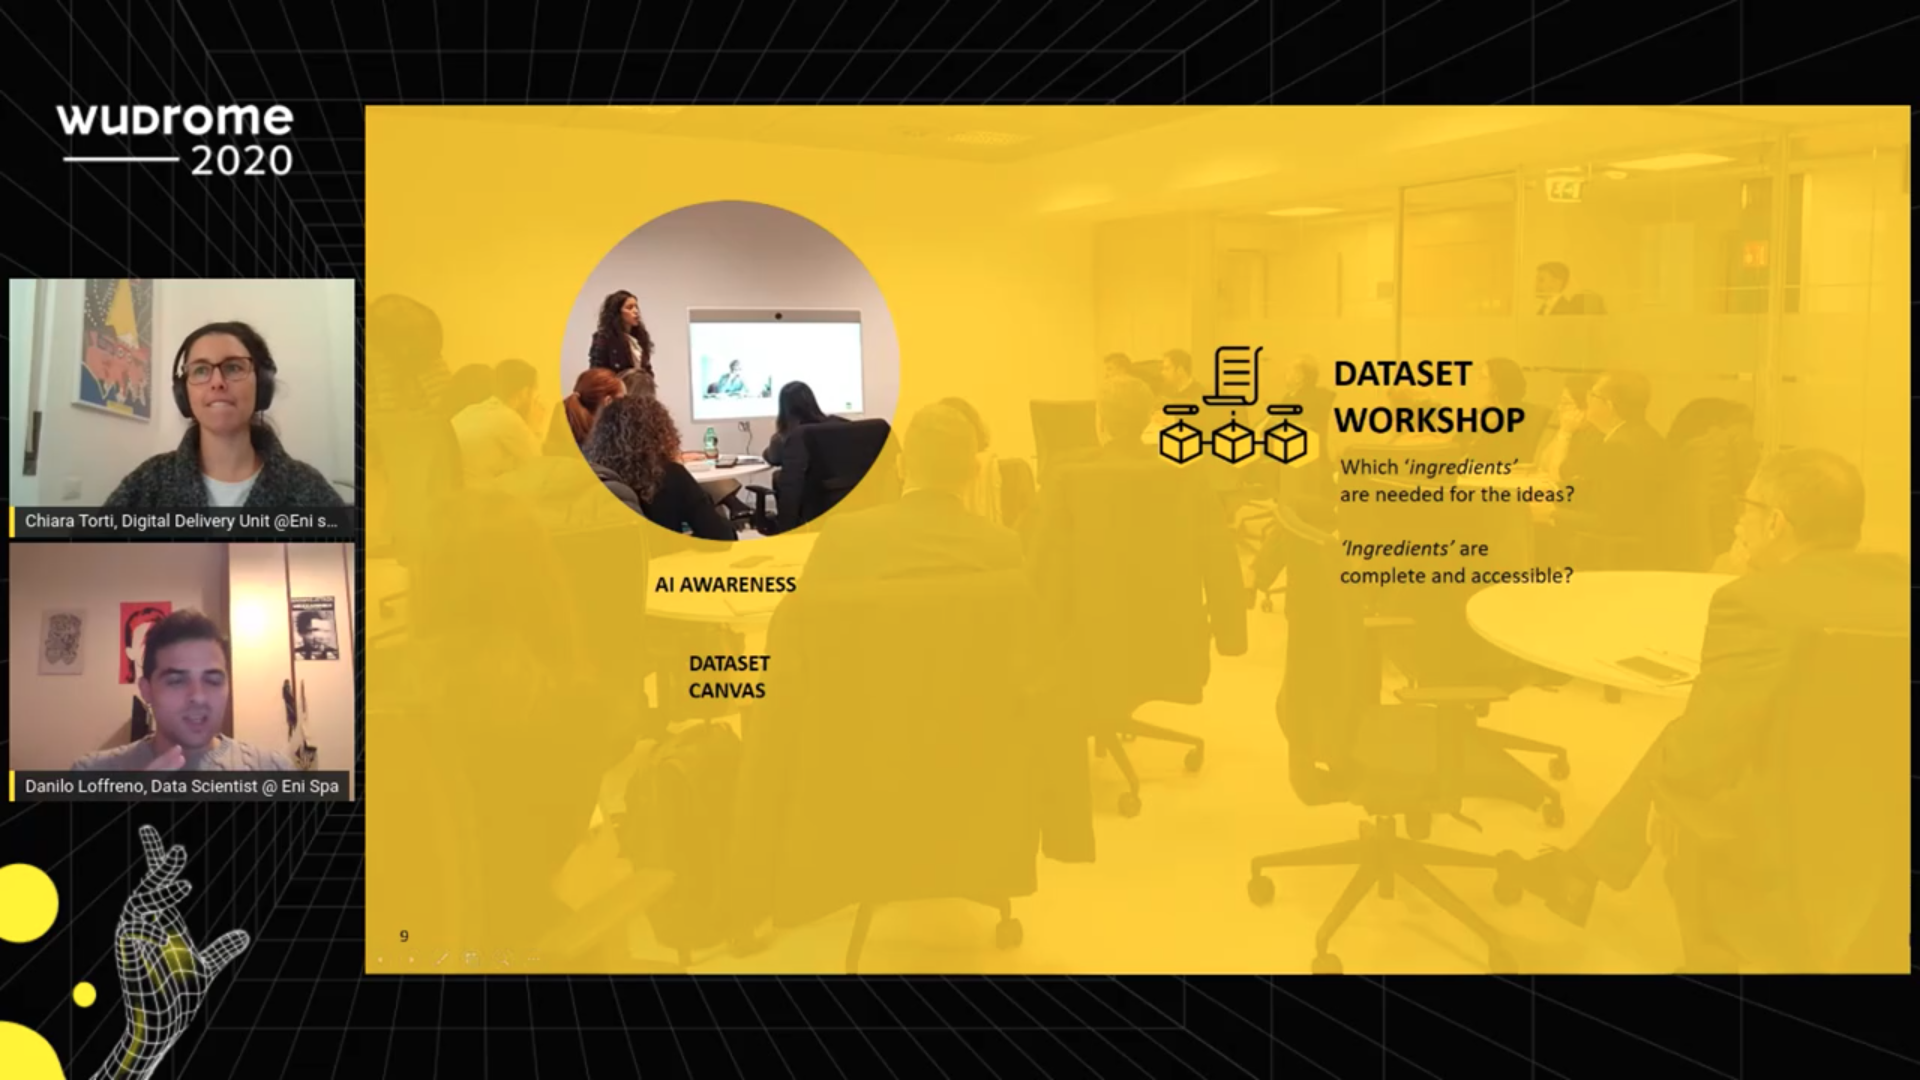 wuDrome
2020
Chiara Torti, Digital Delivery Unit @Eni s...
Danilo Loffreno, Data Scientist @ Eni Spa
AI AWARENESS
DATASET
CANVAS
DATASET
WORKSHOP
Which ‘ingredients’
are needed for the ideas?
‘Ingredients’ are
complete and accessible?
9